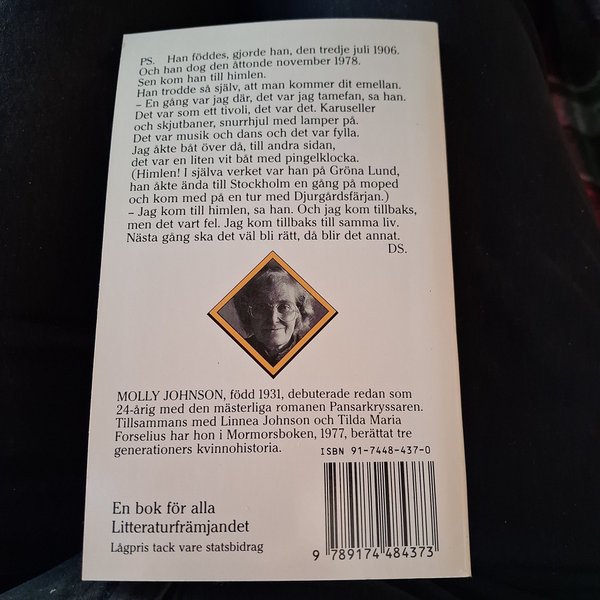 PS. Han föddes, gjorde han, den tredje juli 1906.
Och han dog den åttonde november 1978.
Sen kom han till himlen.
Han trodde så själv, att man kommer dit emellan.
– En gång var jag där, det var jag tamefan, sa han.
Det var som ett tivoli, det var det. Karuseller
och skjutbaner, snurrhjul med lamper på.
Det var musik och dans och det var fylla.
Jag åkte båt över då, till andra sidan,
det var en liten vit båt med pingelklocka.
(Himlen! I själva verket var han på Gröna Lund,
han åkte ända till Stockholm en gång på moped
och kom med på en tur med Djurgårdsfärjan.)
– Jag kom till himlen, sa han. Och jag kom tillbaks,
men det vart fel. Jag kom tillbaks till samma liv.
Nästa gång ska det väl bli rätt, då blir det annat.
DS.
MOLLY JOHNSON, född 1931, debuterade redan som
24-årig med den mästerliga romanen Pansarkryssaren.
Tillsammans med Linnea Johnson och Tilda Maria
Forselius har hon i Mormorsboken, 1977, berättat tre
generationers kvinnohistoria.
ISBN 91-7448-437-0
En bok för alla
Litteraturfrämjandet
Lågpris tack vare statsbidrag
9 789174 484373